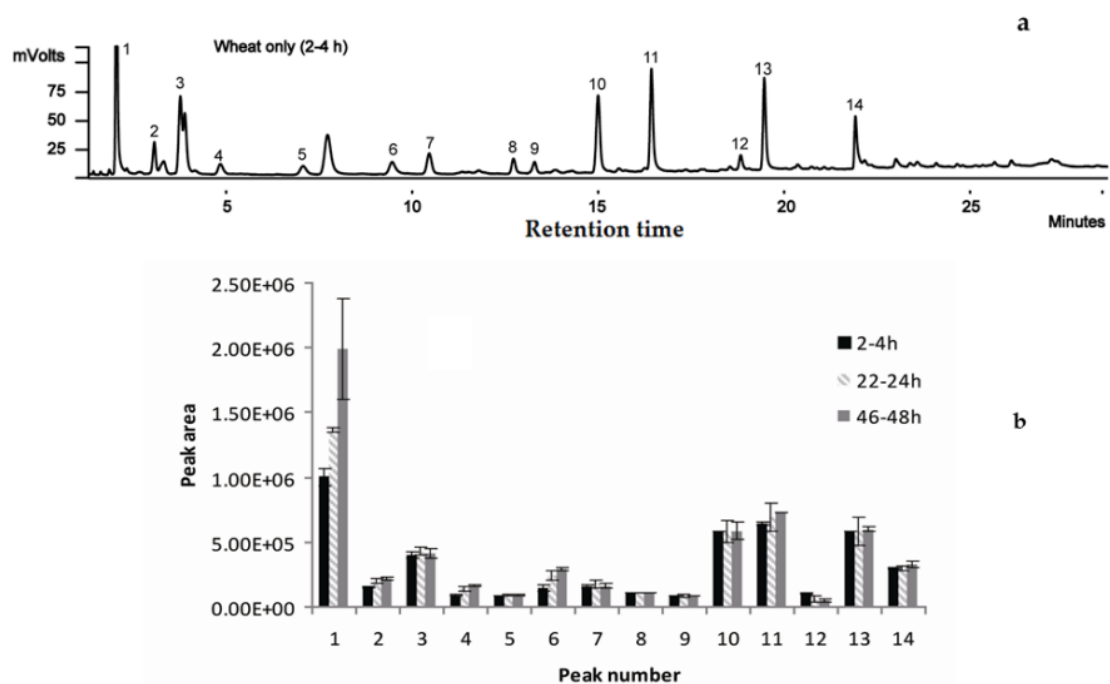 a
Wheat only (2-4 h)
mVolts
75
50
25
1
2
3
4
5
6
7
8
9
10
11
12
13
14
5
10
15
20
25
Retention time
Minutes
b
2.50E+06
2.00E+06
1.50E+06
1.00E+06
5.00E+05
0.00E+00
Peak area
2-4h
22-24h
46-48h
1 2 3 4 5 6 7 8 9 10 11 12 13 14
Peak number